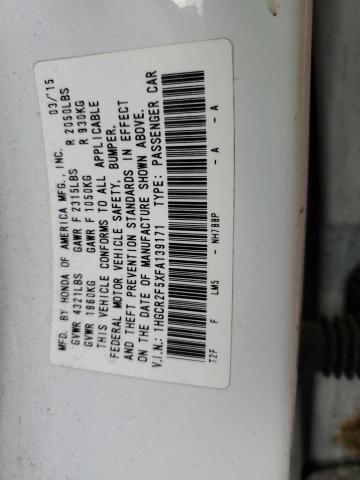 MFD. BY HONDA OF AMERICA MFG., INC. 03/15
GVWR 4321LBS GAWR F 2315LBS R 2050LBS
GVWR 1960KG GAWR F 1050KG R 930KG
THIS VEHICLE CONFORMS TO ALL APPLICABLE
FEDERAL MOTOR VEHICLE SAFETY, BUMPER,
AND THEFT PREVENTION STANDARDS IN EFFECT
ON THE DATE OF MANUFACTURE SHOWN ABOVE.
V.I.N.: 1HGCR2F5XFA139171 TYPE: PASSENGER CAR
T2F F LM5 - NH788P - A - A